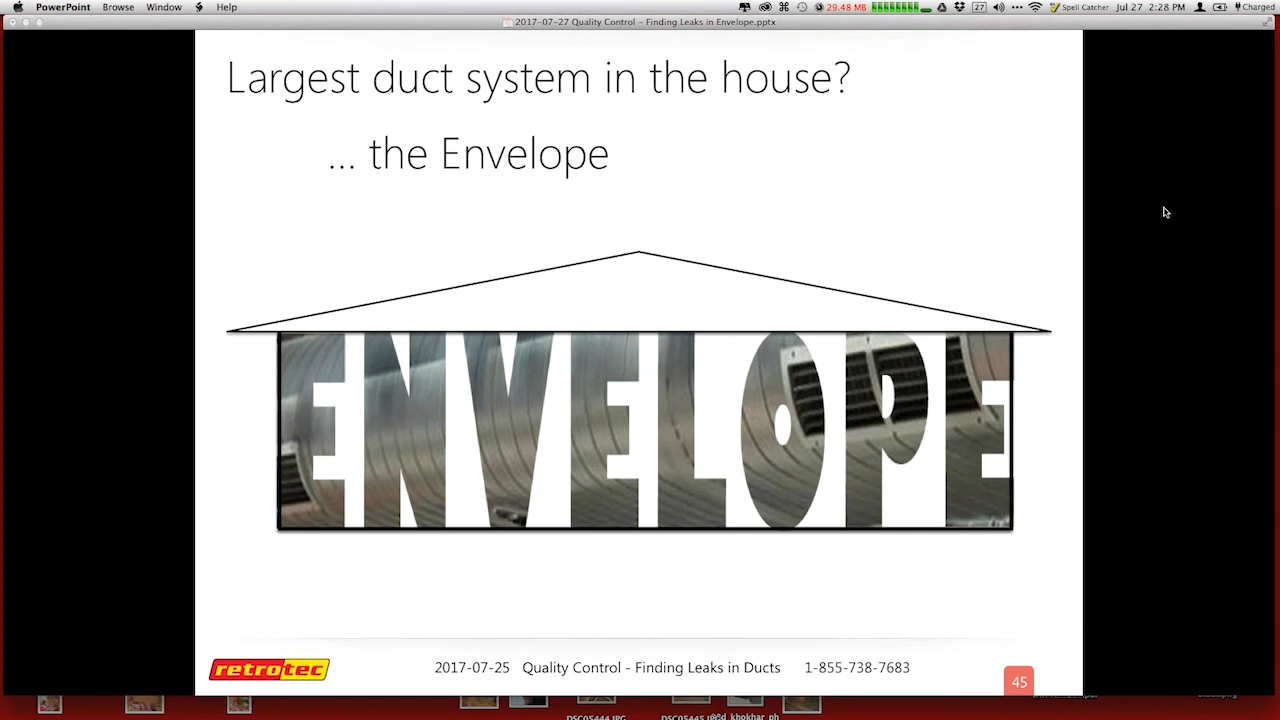 PowerPoint Browse Window Help 29.48 MB 27 Spell Catcher Jul 27 2:28 PM Charged
2017-07-27 Quality Control – Finding Leaks in Envelope.pptx
Largest duct system in the house?
... the Envelope
ENVELOPE
retrotec 2017-07-25 Quality Control - Finding Leaks in Ducts 1-855-738-7683 45